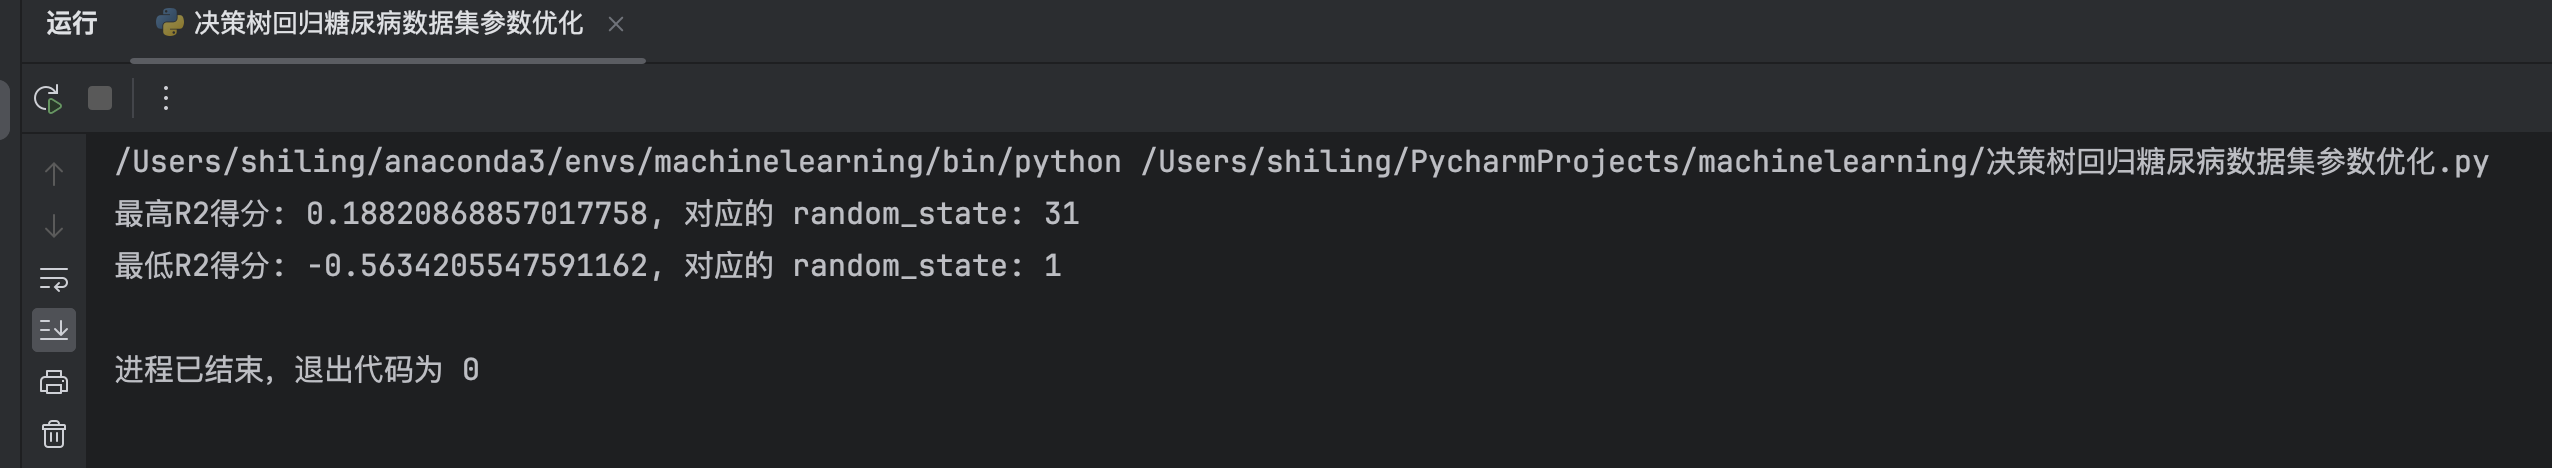 运行 决策树回归糖尿病数据集参数优化
/Users/shiling/anaconda3/envs/machinelearning/bin/python /Users/shiling/PycharmProjects/machinelearning/决策树回归糖尿病数据集参数优化.py
最高R2得分: 0.18820868857017758, 对应的 random_state: 31
最低R2得分: -0.5634205547591162, 对应的 random_state: 1
进程已结束，退出代码为 0